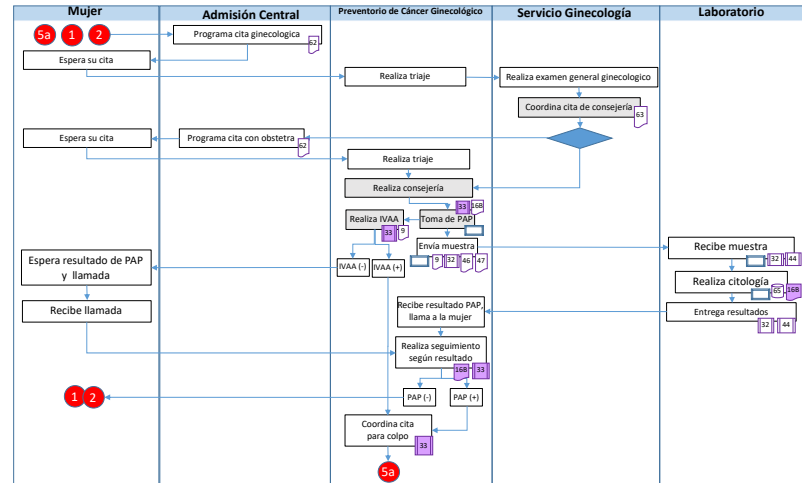 Mujer
Admisión Central
Preventorio de Cáncer Ginecológico
Servicio Ginecología
Laboratorio
5a
1
2
Programa cita ginecologica
62
Espera su cita
Realiza triaje
Realiza examen general ginecologico
Coordina cita de consejería
63
Espera su cita
Programa cita con obstetra
62
Realiza triaje
Realiza consejería
33
16B
Realiza IVAA
Toma de PAP
33
9
Envía muestra
9
32
46
47
Recibe muestra
32
44
IVAA (-)
IVAA (+)
Espera resultado de PAP
y llamada
Realiza citología
65
16B
Recibe llamada
Recibe resultado PAP,
llama a la mujer
Entrega resultados
32
44
Realiza seguimiento
según resultado
16B
33
1
2
PAP (-)
PAP (+)
Coordina cita
para colpo
33
5a